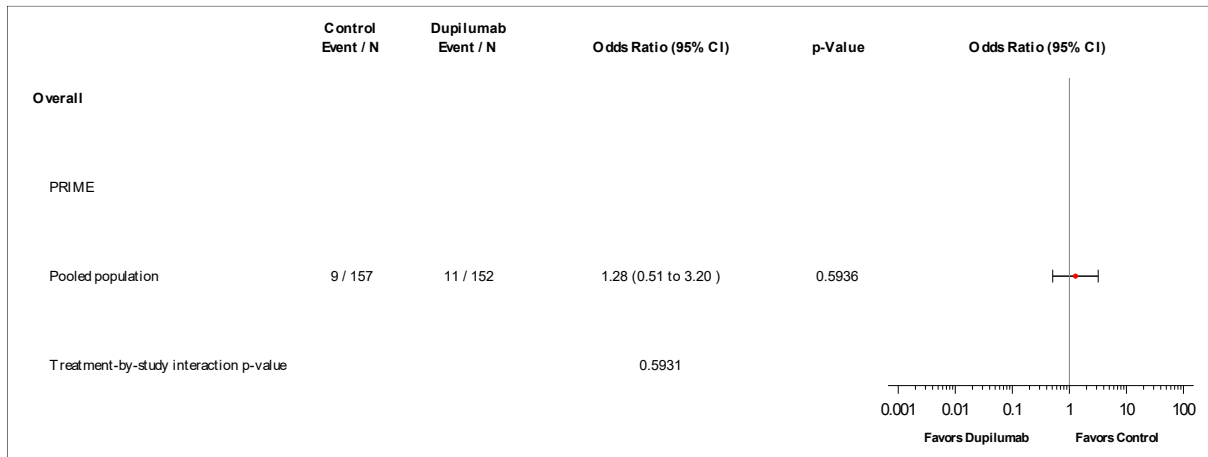 Control Dupilumab
Event / N Event / N Odds Ratio (95% CI) p-Value Odds Ratio (95% CI)
Overall
PRIME
Pooled population 9 / 157 11 / 152 1.28 (0.51 to 3.20 ) 0.5936
Treatment-by-study interaction p-value 0.5931
0.001 0.01 0.1 1 10 100
Favors Dupilumab Favors Control